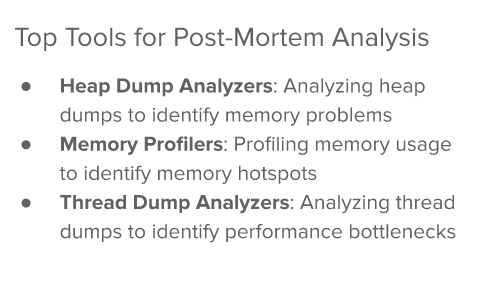 Top Tools for Post-Mortem Analysis
● Heap Dump Analyzers: Analyzing heap
dumps to identify memory problems
● Memory Profilers: Profiling memory usage
to identify memory hotspots
● Thread Dump Analyzers: Analyzing thread
dumps to identify performance bottlenecks